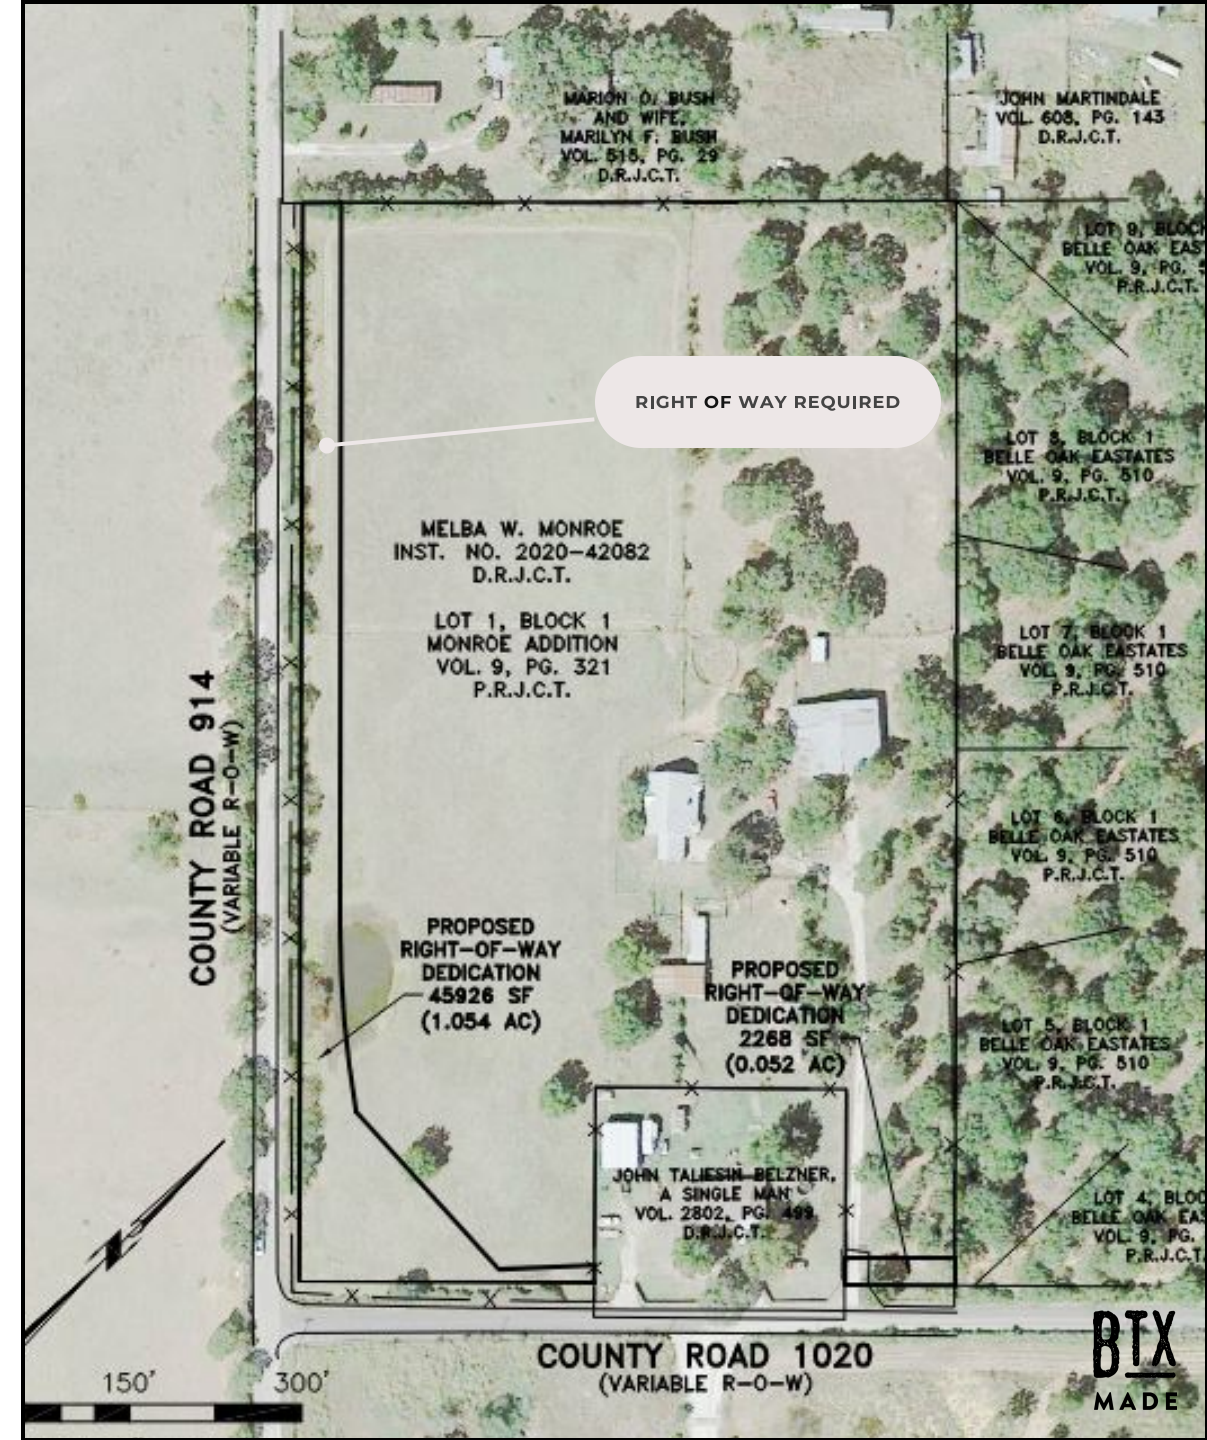 MARION O. BUSH
AND WIFE,
MARILYN F. BUSH
VOL. 515, PG. 29
D.R.J.C.T.
JOHN MARTINDALE
VOL. 608, PG. 143
D.R.J.C.T.
LOT 9, BLOCK
BELLE OAK EAS
VOL. 9, PG. 5
P.R.J.C.T.
RIGHT OF WAY REQUIRED
LOT 8, BLOCK 1
BELLE OAK EASTATES
VOL. 9, PG. 510
P.R.J.C.T.
MELBA W. MONROE
INST. NO. 2020-42082
D.R.J.C.T.
LOT 1, BLOCK 1
MONROE ADDITION
VOL. 9, PG. 321
P.R.J.C.T.
LOT 7, BLOCK 1
BELLE OAK EASTATES
VOL. 9, PG. 510
P.R.J.C.T.
COUNTY ROAD 914
(VARIABLE R-O-W)
LOT 6, BLOCK 1
BELLE OAK EASTATES
VOL. 9, PG. 510
P.R.J.C.T.
PROPOSED
RIGHT-OF-WAY
DEDICATION
45926 SF
(1.054 AC)
PROPOSED
RIGHT-OF-WAY
DEDICATION
2268 SF
(0.052 AC)
LOT 5, BLOCK 1
BELLE OAK EASTATES
VOL. 9, PG. 510
P.R.J.C.T.
JOHN TALIESIN BELZNER,
A SINGLE MAN
VOL. 2802, PG. 499
D.R.J.C.T.
LOT 4, BLOC
BELLE OAK EAS
VOL. 9, PG.
P.R.J.C.T.
COUNTY ROAD 1020
(VARIABLE R-O-W)
150'
300'
BTX
MADE